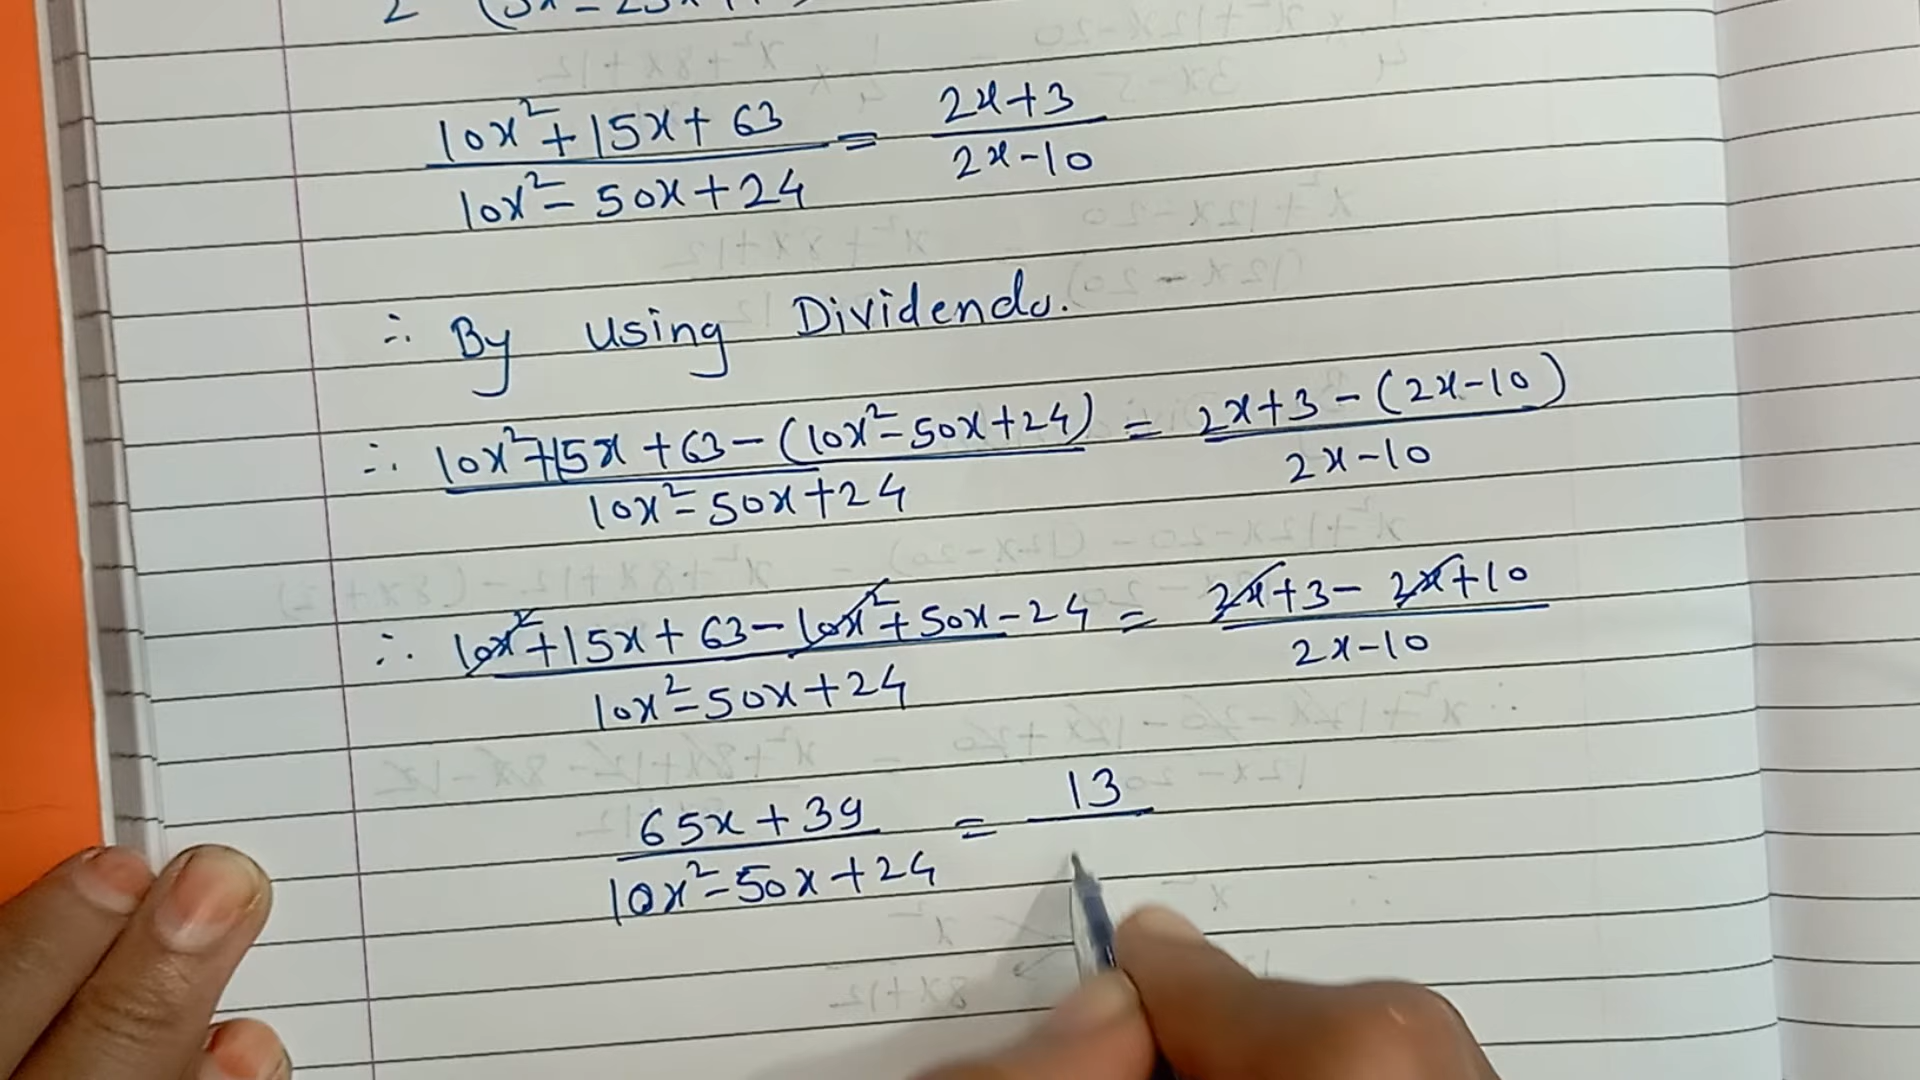 10x² + 15x + 63 / 10x² - 50x + 24 = 2x + 3 / 2x - 10
∴ By using Dividendo.
∴ 10x² + 15x + 63 - (10x² - 50x + 24) / 10x² - 50x + 24 = 2x + 3 - (2x - 10) / 2x - 10
∴ 10x² + 15x + 63 - 10x² + 50x - 24 / 10x² - 50x + 24 = 2x + 3 - 2x + 10 / 2x - 10
65x + 39 / 10x² - 50x + 24 = 13